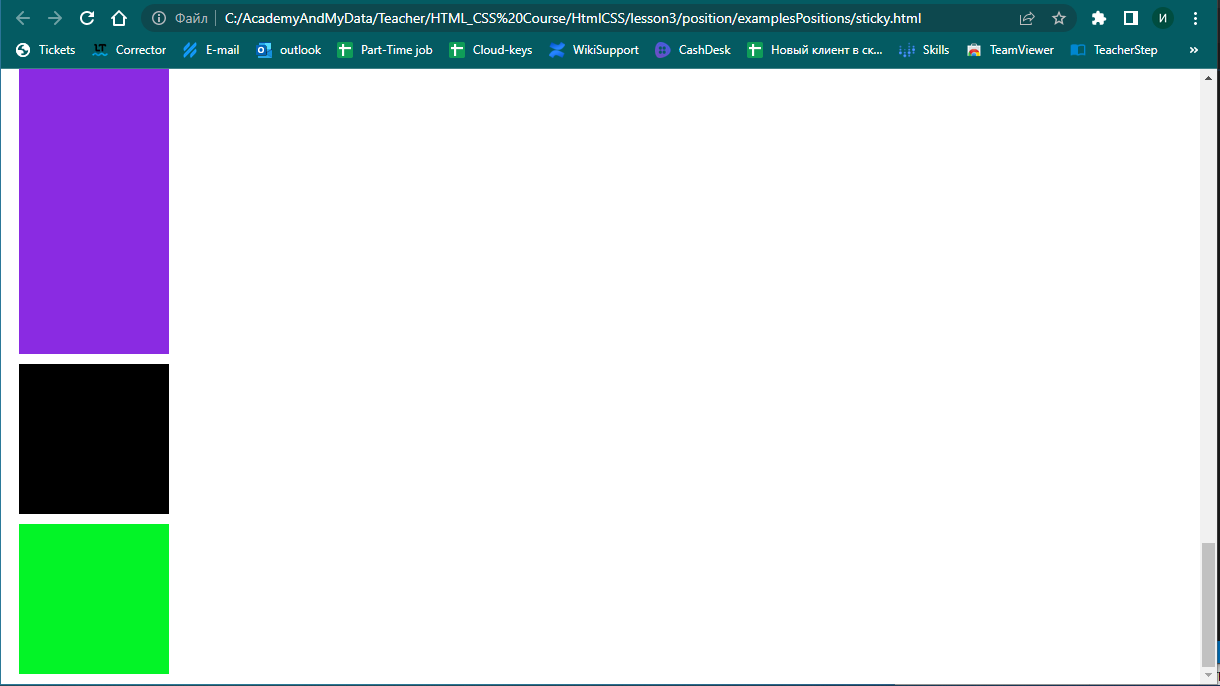 Файл C:/AcademyAndMyData/Teacher/HTML_CSS%20Course/HtmlCSS/lesson3/position/examplesPositions/sticky.html И
Tickets LT Corrector E-mail outlook Part-Time job Cloud-keys WikiSupport CashDesk Новый клиент в ск... Skills TeamViewer TeacherStep »